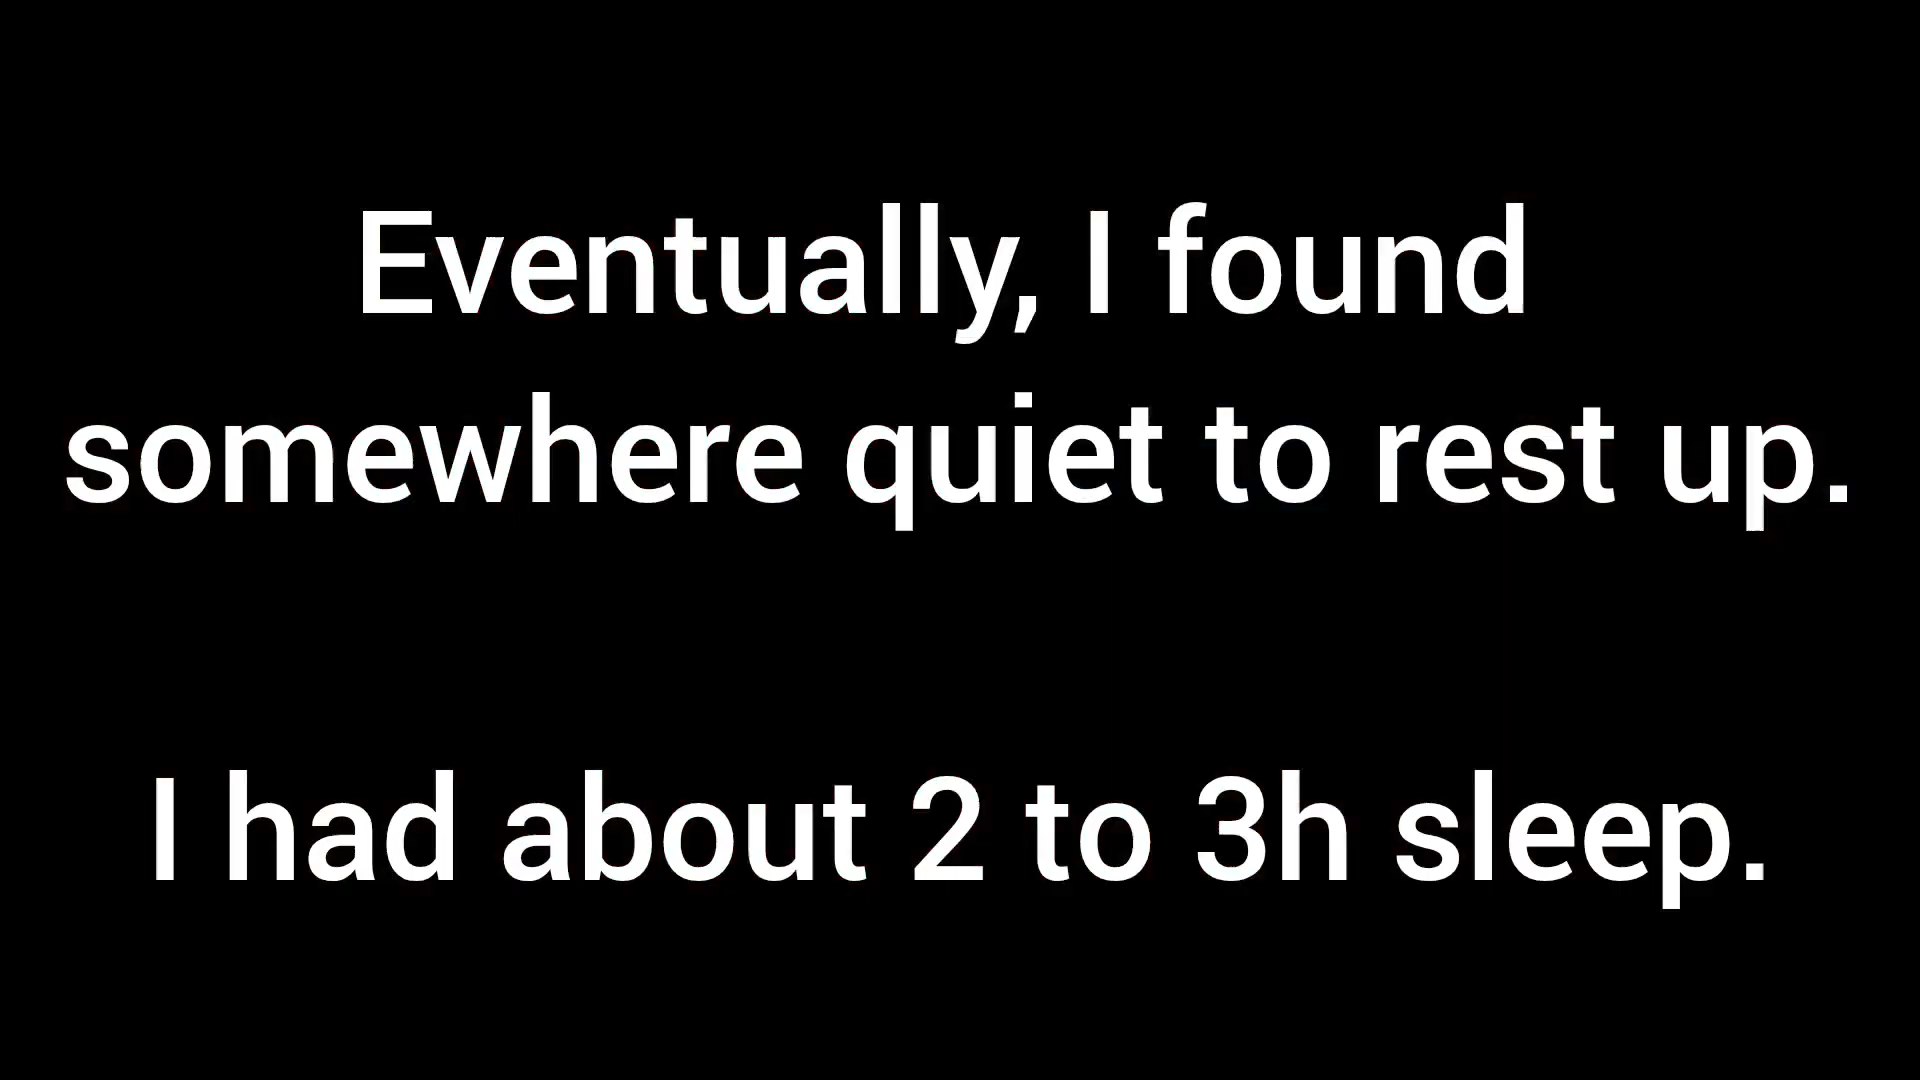 Eventually, I found
somewhere quiet to rest up.
I had about 2 to 3h sleep.